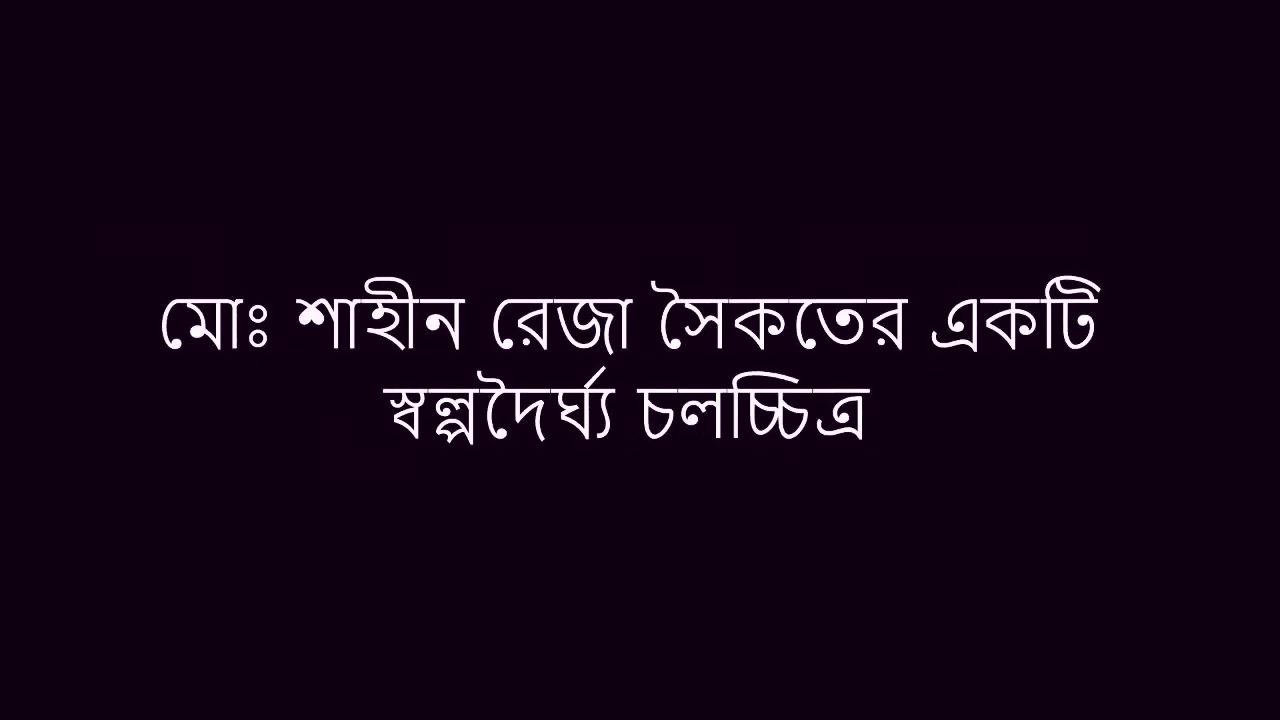 মোঃ শাহীন রেজা সৈকতের একটি
স্বল্পদৈর্ঘ্য চলচ্চিত্র